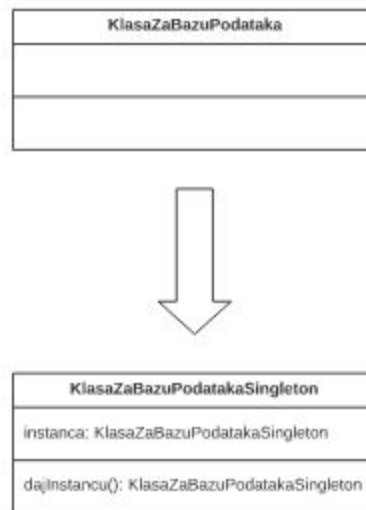 KlasaZaBazuPodataka
KlasaZaBazuPodatakaSingleton
instanca: KlasaZaBazuPodatakaSingleton
dajInstancu(): KlasaZaBazuPodatakaSingleton